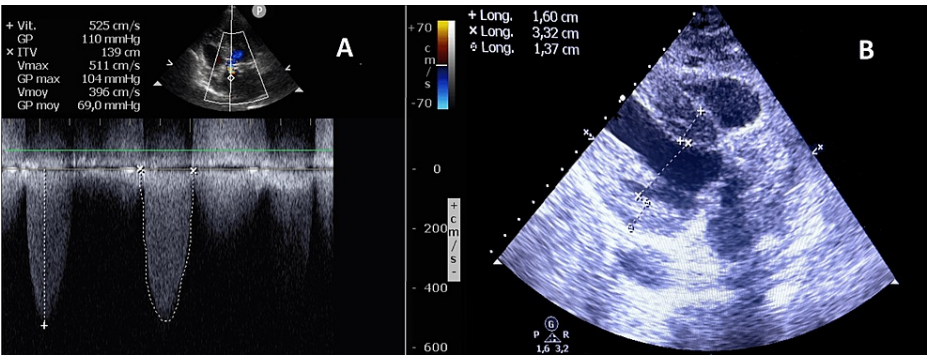 + Vit. 525 cm/s
GP 110 mmHg
× ITV 139 cm
Vmax 511 cm/s
GP max 104 mmHg
Vmoy 396 cm/s
GP moy 69,0 mmHg
P
A
+70
c
m
/
s
-70
0
- 200
- 400
- 600
+
c
m
/
s
-
+ Long. 1,60 cm
× Long. 3,32 cm
Long. 1,37 cm
B
G
P R
1,6 3,2